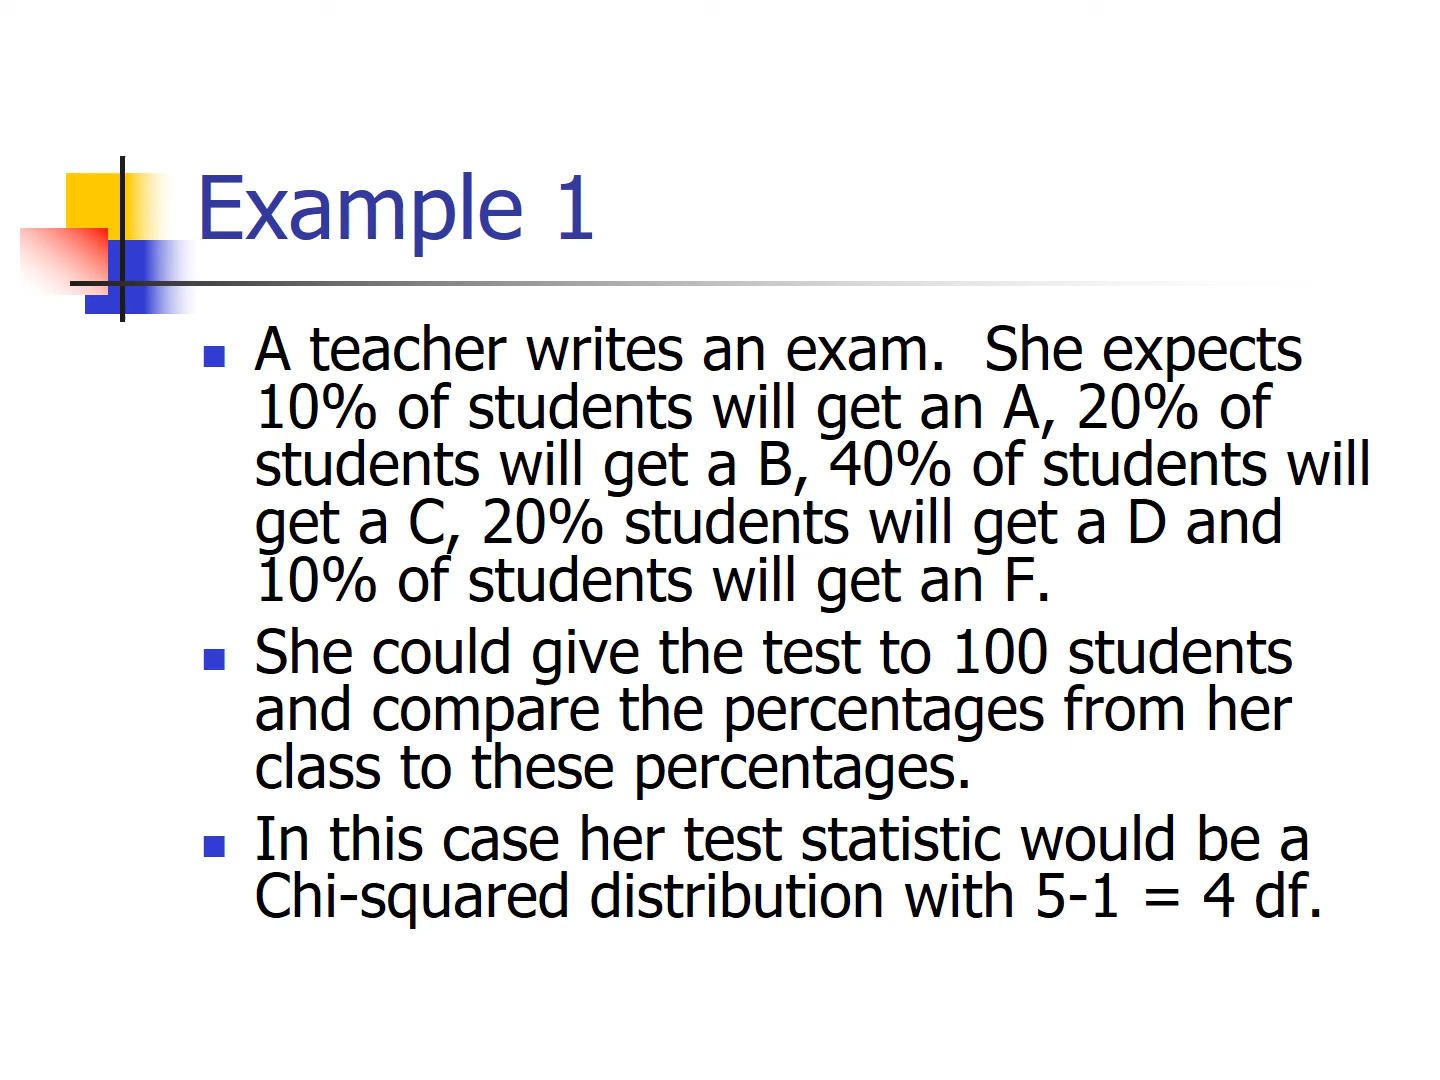 Example 1
A teacher writes an exam.  She expects
10% of students will get an A, 20% of
students will get a B, 40% of students will
get a C, 20% students will get a D and
10% of students will get an F.
She could give the test to 100 students
and compare the percentages from her
class to these percentages.
In this case her test statistic would be a
Chi-squared distribution with 5-1 = 4 df.